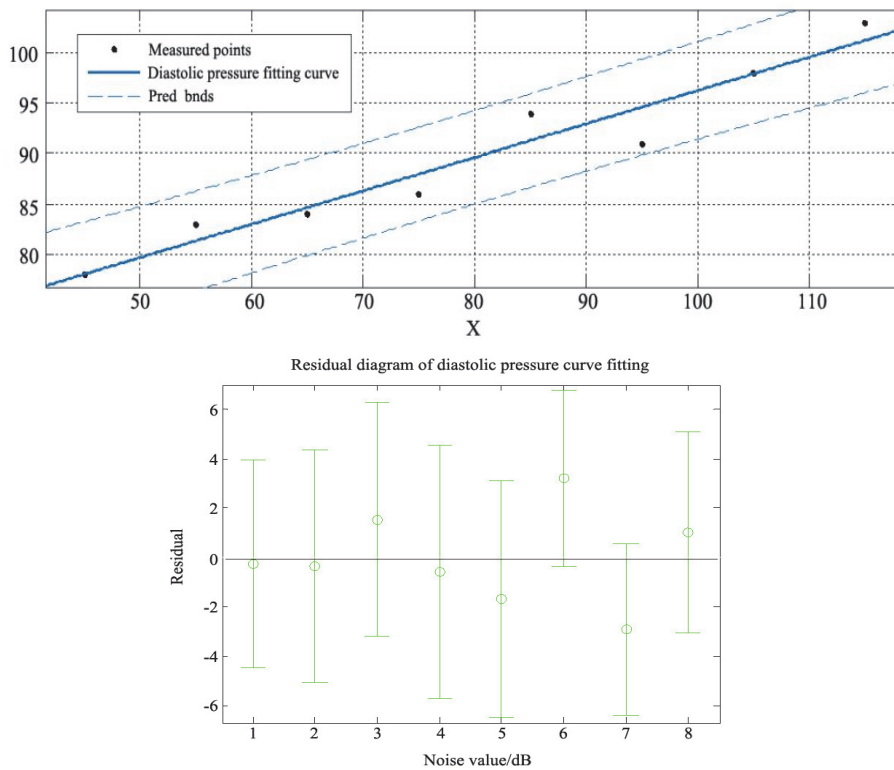 100
95
90
85
80
Measured points
Diastolic pressure fitting curve
Pred bnds
50 60 70 80 90 100 110
X
Residual diagram of diastolic pressure curve fitting
6
4
2
0
-2
-4
-6
Residual
1 2 3 4 5 6 7 8
Noise value/dB